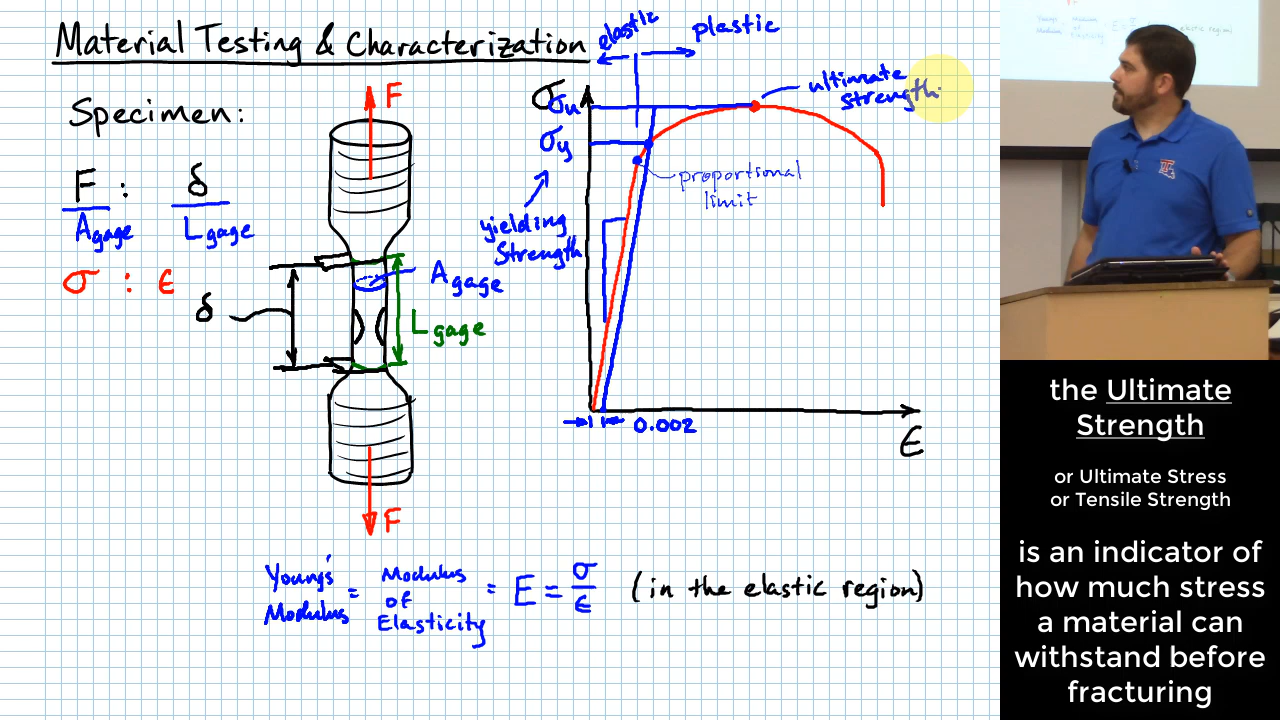 Material Testing & Characterization
elastic
plastic
Specimen:
F
σ
σu
ultimate
strength
σy
proportional
limit
yielding
Strength
F : δ
Agage Lgage
σ : ε
Agage
δ
Lgage
0.002
ε
F
Young's
Modulus
=
Modulus
of
Elasticity
= E = σ/ε (in the elastic region)
the Ultimate
Strength
or Ultimate Stress
or Tensile Strength
is an indicator of
how much stress
a material can
withstand before
fracturing